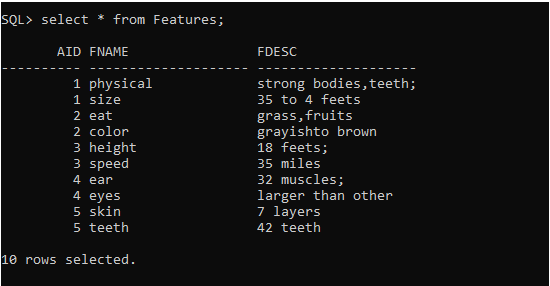 SQL> select * from Features;
AID FNAME FDESC
---------- -------------------- --------------------
1 physical strong bodies,teeth;
1 size 35 to 4 feets
2 eat grass,fruits
2 color grayishto brown
3 height 18 feets;
3 speed 35 miles
4 ear 32 muscles;
4 eyes larger than other
5 skin 7 layers
5 teeth 42 teeth
10 rows selected.